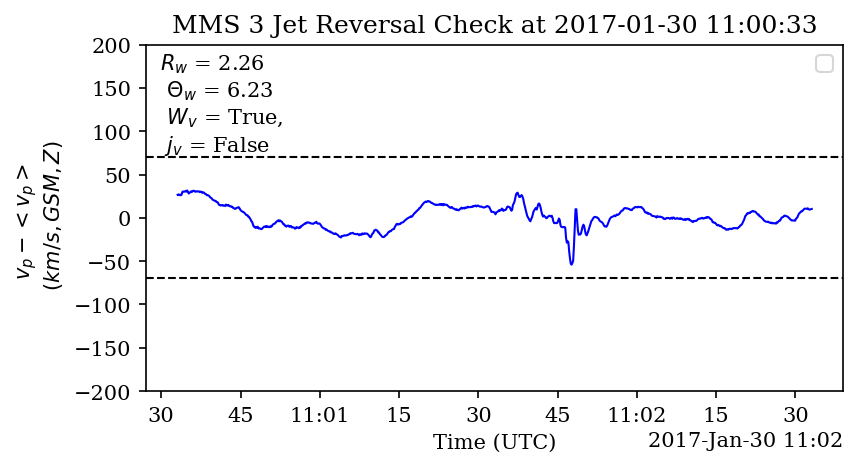 MMS 3 Jet Reversal Check at 2017-01-30 11:00:33
200
150
100
50
0
−50
−100
−150
−200
v_p − < v_p >
(km/s, GSM, Z)
R_w = 2.26
Θ_w = 6.23
W_v = True,
j_v = False
30 45 11:01 15 30 45 11:02 15 30
Time (UTC)
2017-Jan-30 11:02